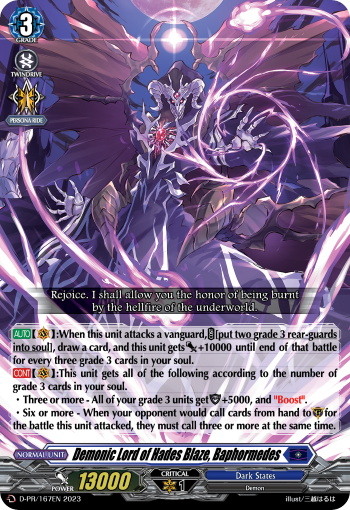 3
GRADE
TWINDRIVE
PERSONA RIDE
Rejoice. I shall allow you the honor of being burnt
by the hellfire of the underworld.
AUTO【】:When this unit attacks a vanguard, [put two grade 3 rear-guards
into soul], draw a card, and this unit gets +10000 until end of that battle
for every three grade 3 cards in your soul.
CONT【】:This unit gets all of the following according to the number of
grade 3 cards in your soul.
・Three or more - All of your grade 3 units get +5000, and "Boost".
・Six or more - When your opponent would call cards from hand to for
the battle this unit attacked, they must call three or more at the same time.
NORMAL UNIT Demonic Lord of Hades Blaze, Baphormedes
POWER 13000 CRITICAL 1 Dark States
Demon
D-PR/167EN 2023 illust/三越はるは